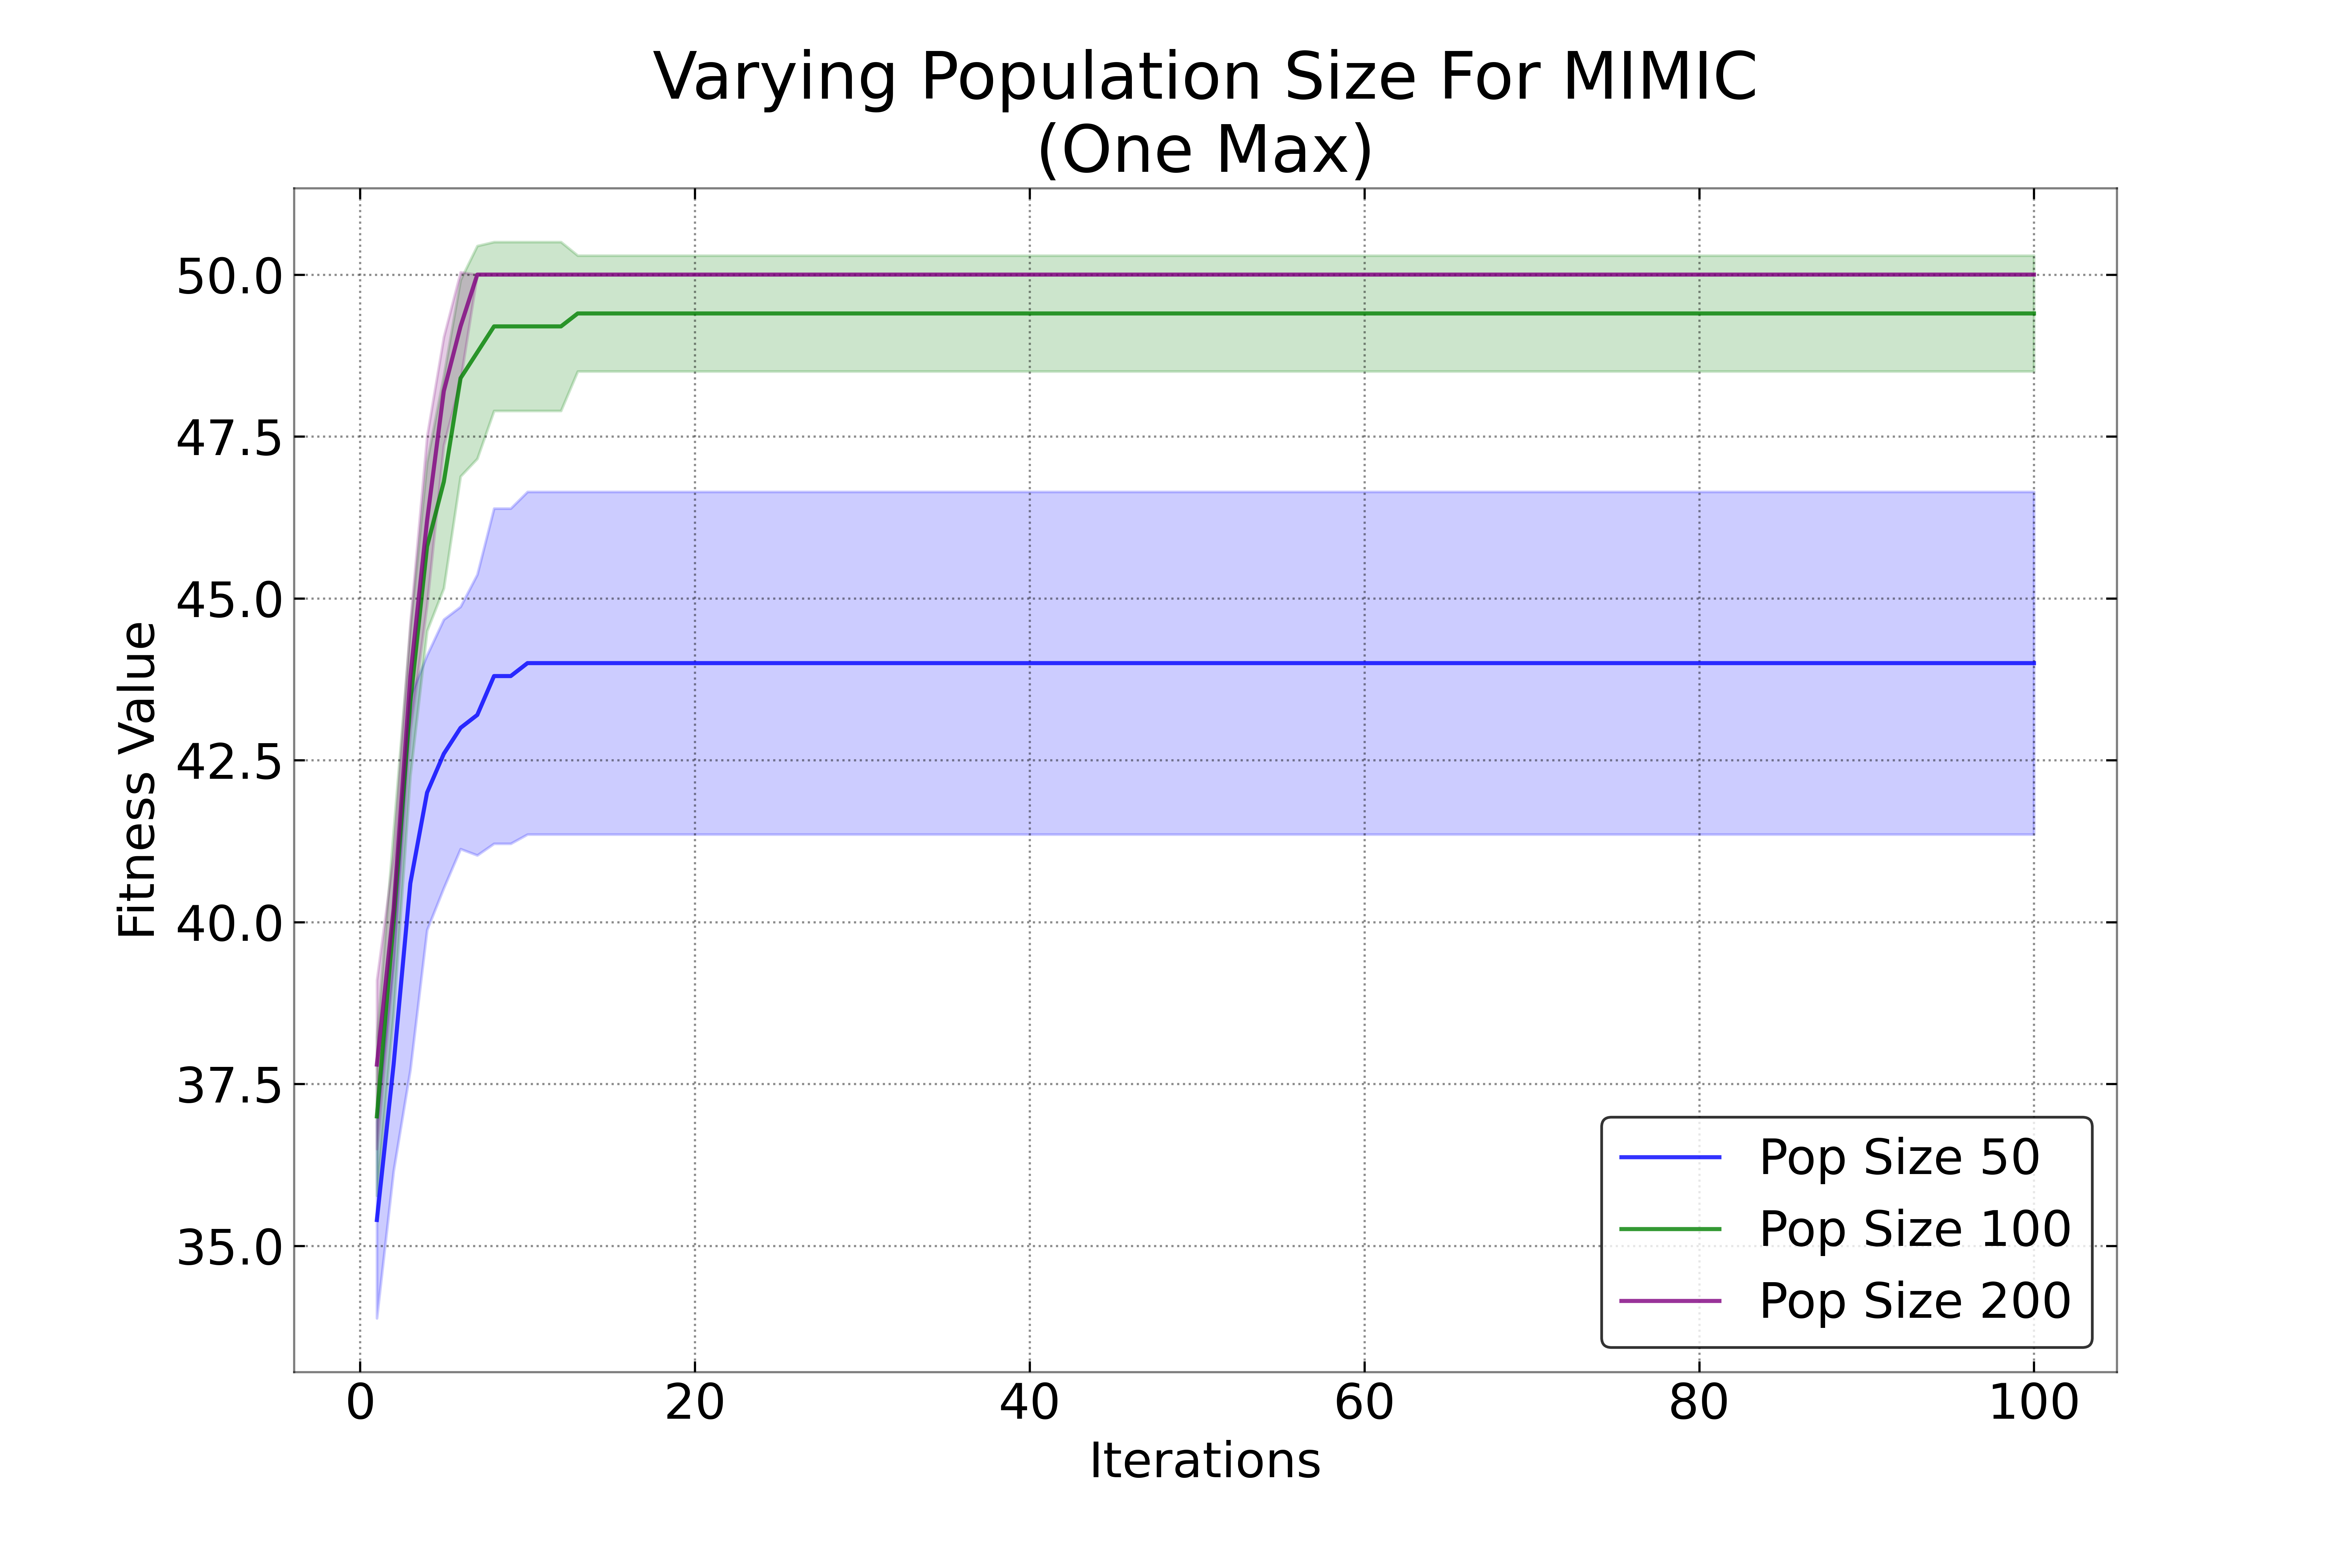 Varying Population Size For MIMIC
(One Max)
50.0
47.5
45.0
42.5
40.0
37.5
35.0
Fitness Value
0 20 40 60 80 100
Iterations
Pop Size 50
Pop Size 100
Pop Size 200